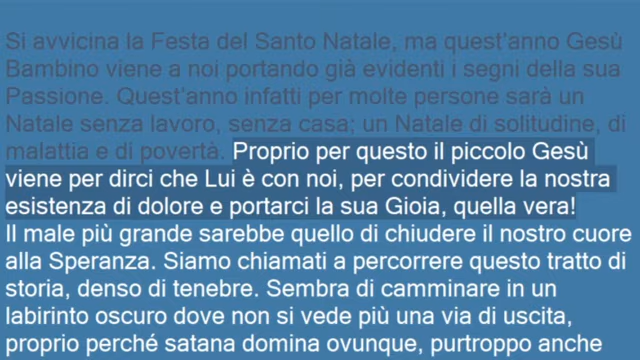 Si avvicina la Festa del Santo Natale, ma quest'anno Gesù
Bambino viene a noi portando già evidenti i segni della sua
Passione. Quest'anno infatti per molte persone sarà un
Natale senza lavoro, senza casa; un Natale di solitudine, di
malattia e di povertà. Proprio per questo il piccolo Gesù
viene per dirci che Lui è con noi, per condividere la nostra
esistenza di dolore e portarci la sua Gioia, quella vera!
Il male più grande sarebbe quello di chiudere il nostro cuore
alla Speranza. Siamo chiamati a percorrere questo tratto di
storia, denso di tenebre. Sembra di camminare in un
labirinto oscuro dove non si vede più una via di uscita,
proprio perché satana domina ovunque, purtroppo anche